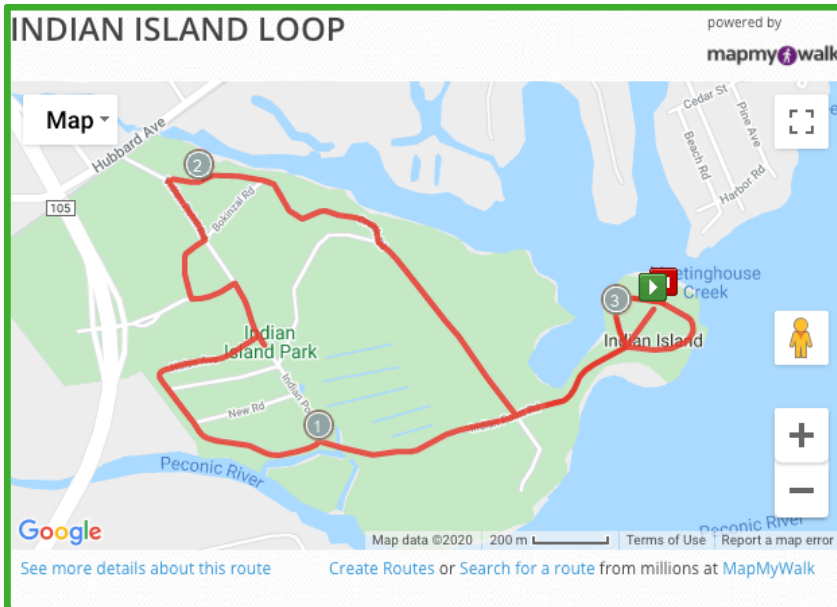 INDIAN ISLAND LOOP
powered by
mapmywalk
Map
Hubbard Ave
Cedar St
Pine Ave
Beach Rd
Harbor Rd
105
2
Bokinzal Rd
Meetinghouse
Creek
3
Indian Island
Indian
Island Park
New Rd
1
Peconic River
Peconic River
+
−
Google
Map data ©2020
200 m
Terms of Use
Report a map error
See more details about this route
Create Routes or Search for a route from millions at MapMyWalk